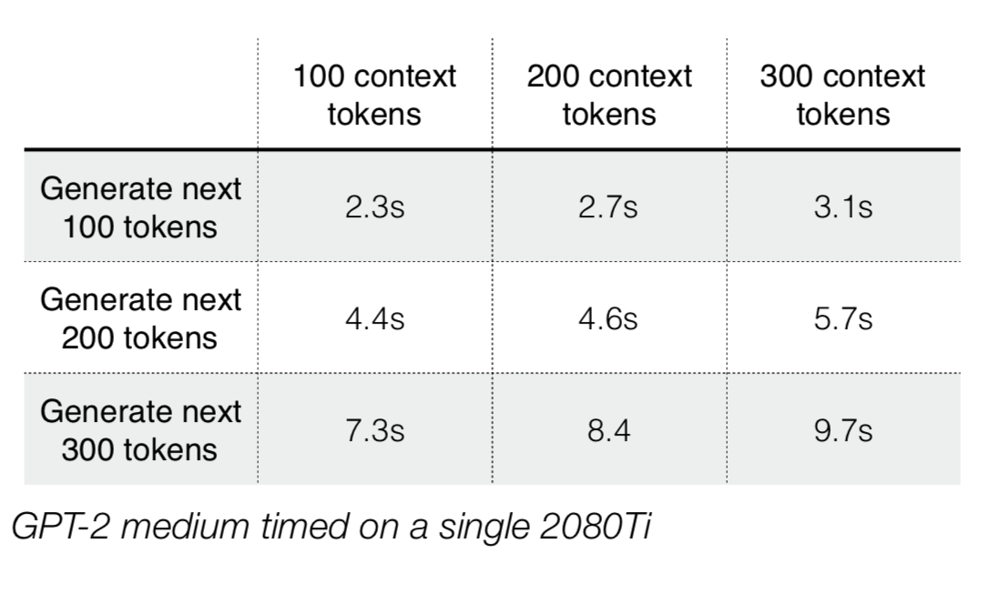 100 context 200 context 300 context
tokens tokens tokens
Generate next
100 tokens
2.3s 2.7s 3.1s
Generate next
200 tokens
4.4s 4.6s 5.7s
Generate next
300 tokens
7.3s 8.4 9.7s
GPT-2 medium timed on a single 2080Ti